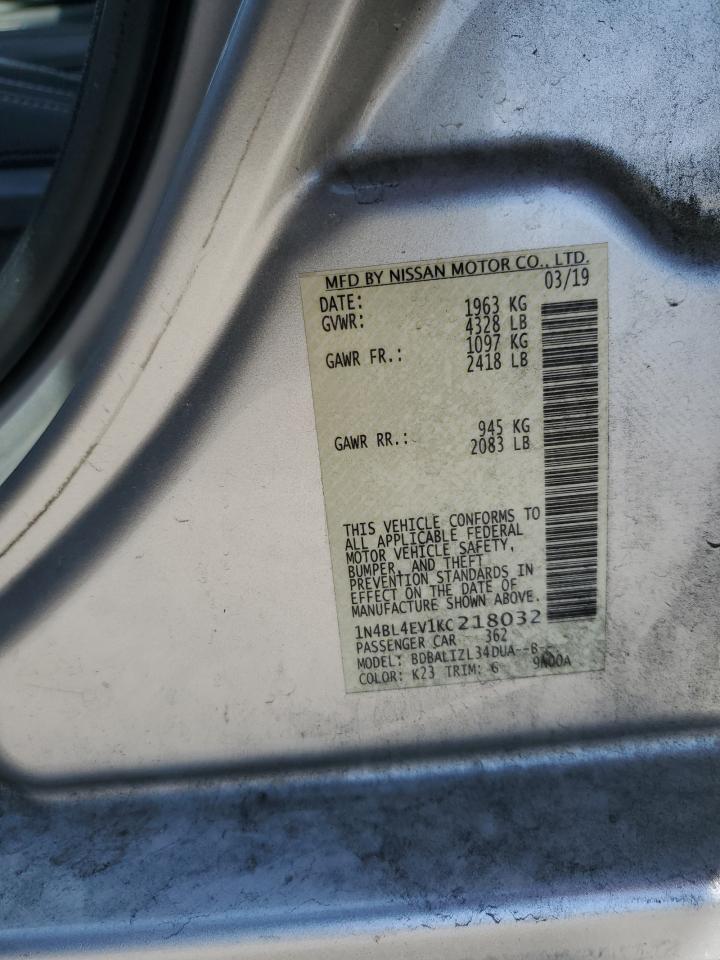 MFD BY NISSAN MOTOR CO., LTD.
DATE: 03/19
GVWR: 1963 KG
4328 LB
GAWR FR.: 1097 KG
2418 LB
GAWR RR.: 945 KG
2083 LB
THIS VEHICLE CONFORMS TO
ALL APPLICABLE FEDERAL
MOTOR VEHICLE SAFETY,
BUMPER, AND THEFT
PREVENTION STANDARDS IN
EFFECT ON THE DATE OF
MANUFACTURE SHOWN ABOVE.
1N4BL4EV1KC218032
PASSENGER CAR 362
MODEL: BDBALIZL34DUA--B-
COLOR: K23 TRIM: 6